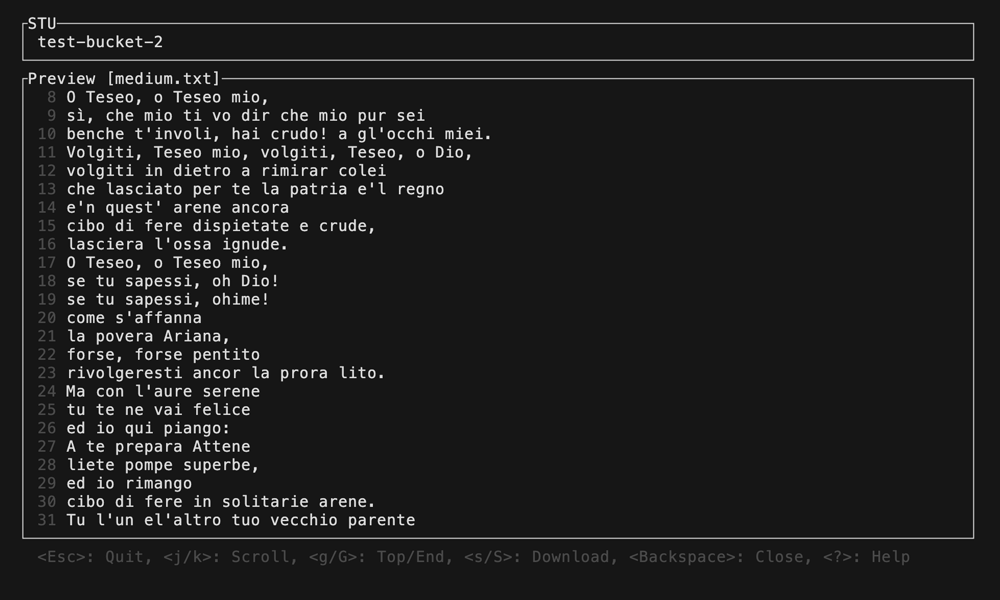 STU
test-bucket-2
Preview [medium.txt]
8 O Teseo, o Teseo mio,
9 sì, che mio ti vo dir che mio pur sei
10 benche t'involi, hai crudo! a gl'occhi miei.
11 Volgiti, Teseo mio, volgiti, Teseo, o Dio,
12 volgiti in dietro a rimirar colei
13 che lasciato per te la patria e'l regno
14 e'n quest' arene ancora
15 cibo di fere dispietate e crude,
16 lasciera l'ossa ignude.
17 O Teseo, o Teseo mio,
18 se tu sapessi, oh Dio!
19 se tu sapessi, ohime!
20 come s'affanna
21 la povera Ariana,
22 forse, forse pentito
23 rivolgeresti ancor la prora lito.
24 Ma con l'aure serene
25 tu te ne vai felice
26 ed io qui piango:
27 A te prepara Attene
28 liete pompe superbe,
29 ed io rimango
30 cibo di fere in solitarie arene.
31 Tu l'un el'altro tuo vecchio parente
<Esc>: Quit, <j/k>: Scroll, <g/G>: Top/End, <s/S>: Download, <Backspace>: Close, <?>: Help